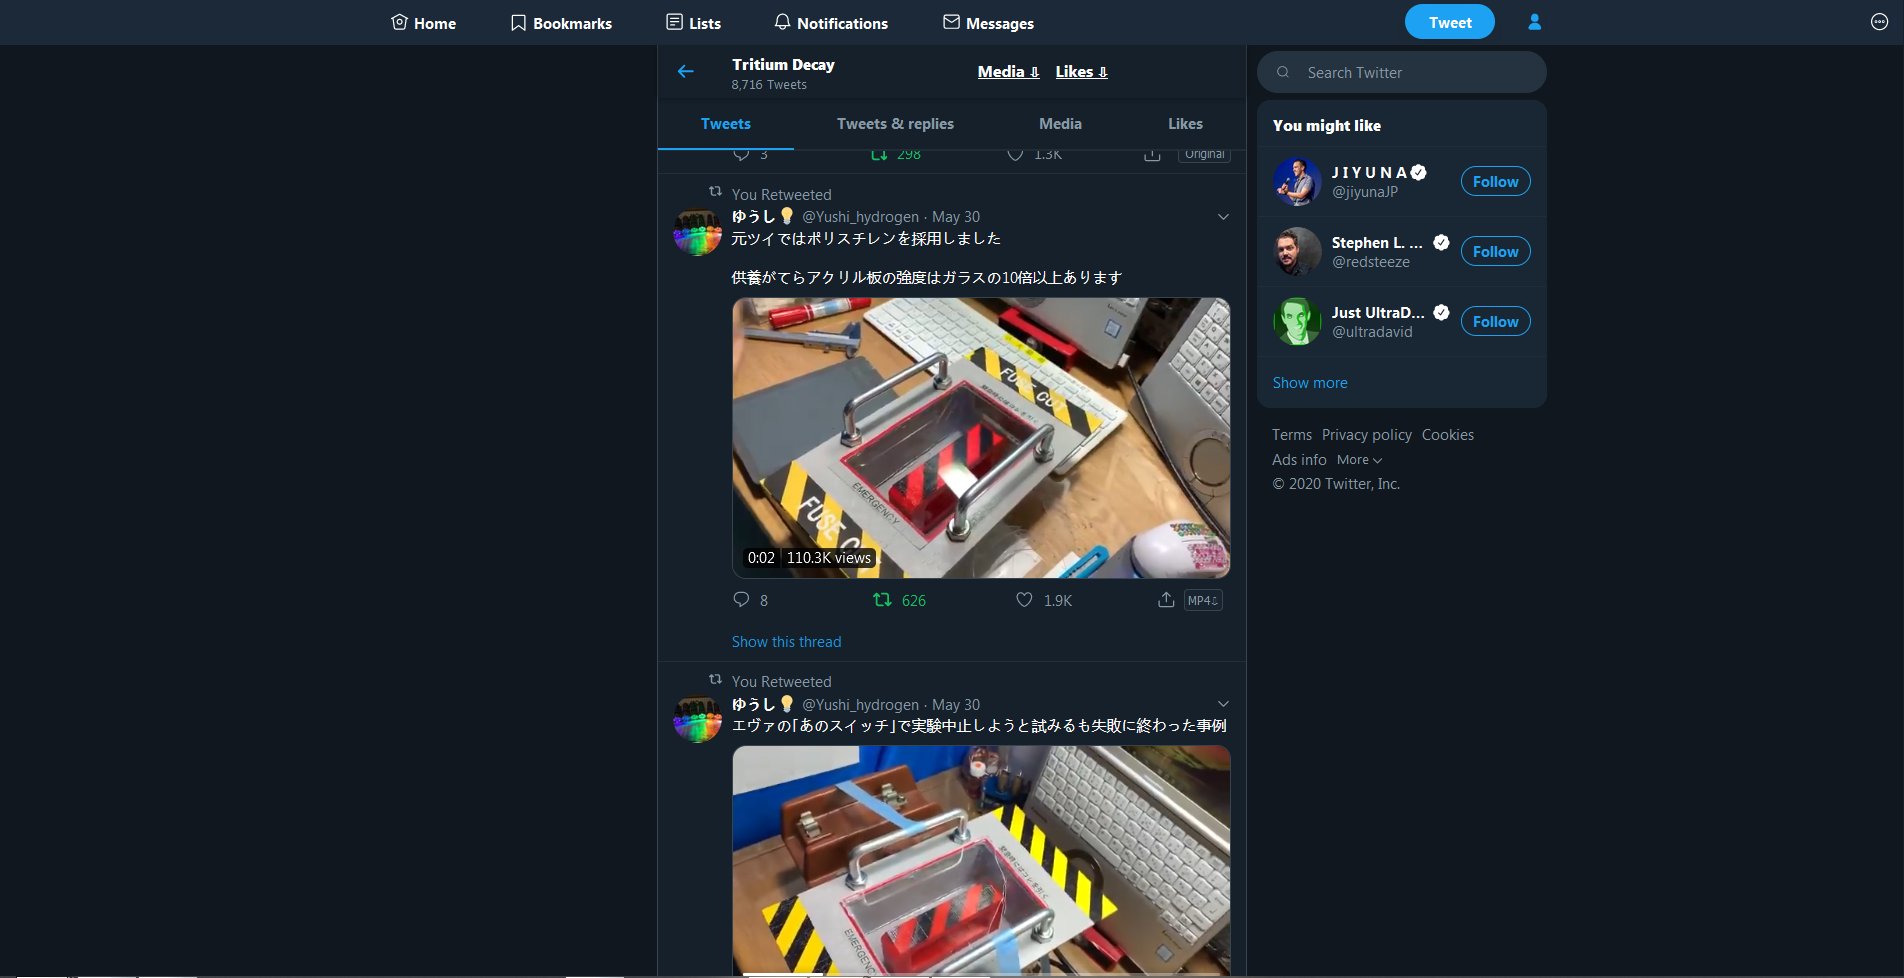 Home
Bookmarks
Lists
Notifications
Messages
Tweet
Tritium Decay
8,716 Tweets
Media ⇩
Likes ⇩
Tweets
Tweets & replies
Media
Likes
3
298
1.3K
Original
You Retweeted
ゆうし💡 @Yushi_hydrogen · May 30
元ツイではポリスチレンを採用しました
供養がてらアクリル板の強度はガラスの10倍以上あります
FUSE CUT
EMERGENCY
FUSE CUT
0:02
110.3K views
8
626
1.9K
MP4⇩
Show this thread
You Retweeted
ゆうし💡 @Yushi_hydrogen · May 30
エヴァの｢あのスイッチ｣で実験中止しようと試みるも失敗に終わった事例
EMERGENCY
Search Twitter
You might like
J I Y U N A
@jiyunaJP
Follow
Stephen L. ...
@redsteeze
Follow
Just UltraD...
@ultradavid
Follow
Show more
Terms Privacy policy Cookies
Ads info More
© 2020 Twitter, Inc.